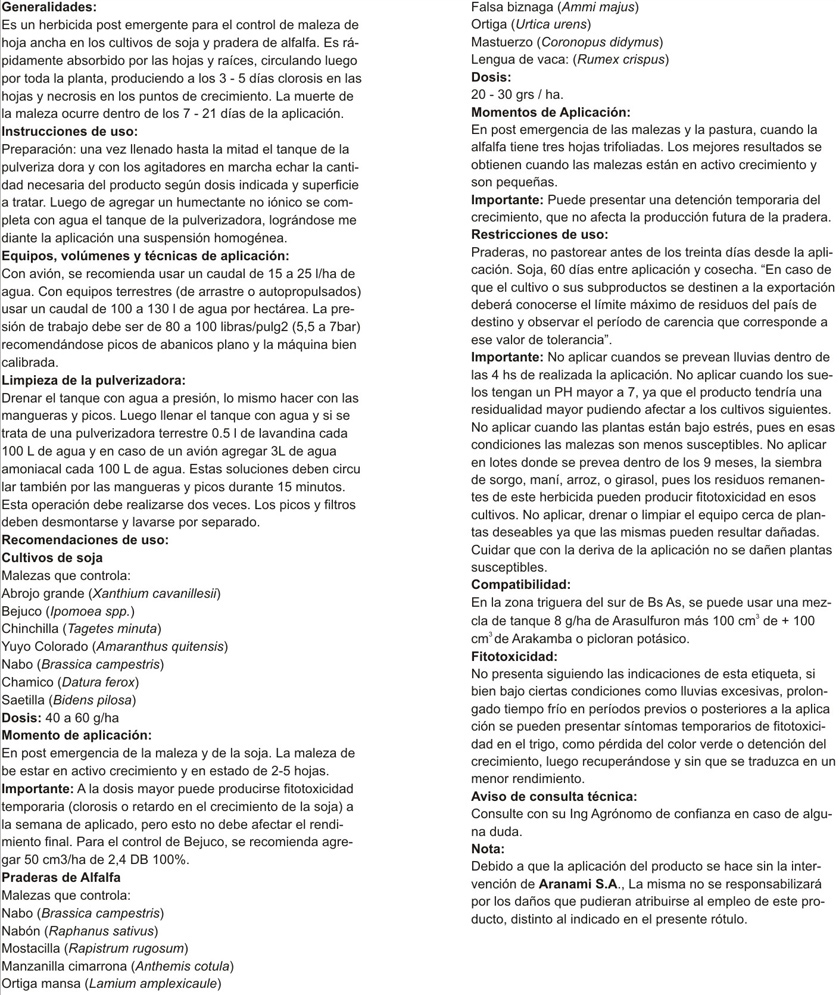 Generalidades:
Es un herbicida post emergente para el control de maleza de
hoja ancha en los cultivos de soja y pradera de alfalfa. Es rá-
pidamente absorbido por las hojas y raíces, circulando luego
por toda la planta, produciendo a los 3 - 5 días clorosis en las
hojas y necrosis en los puntos de crecimiento. La muerte de
la maleza ocurre dentro de los 7 - 21 días de la aplicación.
Instrucciones de uso:
Preparación: una vez llenado hasta la mitad el tanque de la
pulveriza dora y con los agitadores en marcha echar la canti-
dad necesaria del producto según dosis indicada y superficie
a tratar. Luego de agregar un humectante no iónico se com-
pleta con agua el tanque de la pulverizadora, lográndose me
diante la aplicación una suspensión homogénea.
Equipos, volúmenes y técnicas de aplicación:
Con avión, se recomienda usar un caudal de 15 a 25 l/ha de
agua. Con equipos terrestres (de arrastre o autopropulsados)
usar un caudal de 100 a 130 l de agua por hectárea. La pre-
sión de trabajo debe ser de 80 a 100 libras/pulg2 (5,5 a 7bar)
recomendándose picos de abanicos plano y la máquina bien
calibrada.
Limpieza de la pulverizadora:
Drenar el tanque con agua a presión, lo mismo hacer con las
mangueras y picos. Luego llenar el tanque con agua y si se
trata de una pulverizadora terrestre 0.5 l de lavandina cada
100 L de agua y en caso de un avión agregar 3L de agua
amoniacal cada 100 L de agua. Estas soluciones deben circu
lar también por las mangueras y picos durante 15 minutos.
Esta operación debe realizarse dos veces. Los picos y filtros
deben desmontarse y lavarse por separado.
Recomendaciones de uso:
Cultivos de soja
Malezas que controla:
Abrojo grande (Xanthium cavanillesii)
Bejuco (Ipomoea spp.)
Chinchilla (Tagetes minuta)
Yuyo Colorado (Amaranthus quitensis)
Nabo (Brassica campestris)
Chamico (Datura ferox)
Saetilla (Bidens pilosa)
Dosis: 40 a 60 g/ha
Momento de aplicación:
En post emergencia de la maleza y de la soja. La maleza de
be estar en activo crecimiento y en estado de 2-5 hojas.
Importante: A la dosis mayor puede producirse fitotoxicidad
temporaria (clorosis o retardo en el crecimiento de la soja) a
la semana de aplicado, pero esto no debe afectar el rendi-
miento final. Para el control de Bejuco, se recomienda agre-
gar 50 cm3/ha de 2,4 DB 100%.
Praderas de Alfalfa
Malezas que controla:
Nabo (Brassica campestris)
Nabón (Raphanus sativus)
Mostacilla (Rapistrum rugosum)
Manzanilla cimarrona (Anthemis cotula)
Ortiga mansa (Lamium amplexicaule)
Falsa biznaga (Ammi majus)
Ortiga (Urtica urens)
Mastuerzo (Coronopus didymus)
Lengua de vaca: (Rumex crispus)
Dosis:
20 - 30 grs / ha.
Momentos de Aplicación:
En post emergencia de las malezas y la pastura, cuando la
alfalfa tiene tres hojas trifoliadas. Los mejores resultados se
obtienen cuando las malezas están en activo crecimiento y
son pequeñas.
Importante: Puede presentar una detención temporaria del
crecimiento, que no afecta la producción futura de la pradera.
Restricciones de uso:
Praderas, no pastorear antes de los treinta días desde la apli-
cación. Soja, 60 días entre aplicación y cosecha. “En caso de
que el cultivo o sus subproductos se destinen a la exportación
deberá conocerse el límite máximo de residuos del país de
destino y observar el período de carencia que corresponde a
ese valor de tolerancia”.
Importante: No aplicar cuandos se prevean lluvias dentro de
las 4 hs de realizada la aplicación. No aplicar cuando los sue-
los tengan un PH mayor a 7, ya que el producto tendría una
residualidad mayor pudiendo afectar a los cultivos siguientes.
No aplicar cuando las plantas están bajo estrés, pues en esas
condiciones las malezas son menos susceptibles. No aplicar
en lotes donde se prevea dentro de los 9 meses, la siembra
de sorgo, maní, arroz, o girasol, pues los residuos remanen-
tes de este herbicida pueden producir fitotoxicidad en esos
cultivos. No aplicar, drenar o limpiar el equipo cerca de plan-
tas deseables ya que las mismas pueden resultar dañadas.
Cuidar que con la deriva de la aplicación no se dañen plantas
susceptibles.
Compatibilidad:
En la zona triguera del sur de Bs As, se puede usar una mez-
cla de tanque 8 g/ha de Arasulfuron más 100 cm³ de + 100
cm³ de Arakamba o picloran potásico.
Fitotoxicidad:
No presenta siguiendo las indicaciones de esta etiqueta, si
bien bajo ciertas condiciones como lluvias excesivas, prolon-
gado tiempo frío en períodos previos o posteriores a la aplica
ción se pueden presentar síntomas temporarios de fitotoxici-
dad en el trigo, como pérdida del color verde o detención del
crecimiento, luego recuperándose y sin que se traduzca en un
menor rendimiento.
Aviso de consulta técnica:
Consulte con su Ing Agrónomo de confianza en caso de algu-
na duda.
Nota:
Debido a que la aplicación del producto se hace sin la inter-
vención de Aranami S.A., La misma no se responsabilizará
por los daños que pudieran atribuirse al empleo de este pro-
ducto, distinto al indicado en el presente rótulo.